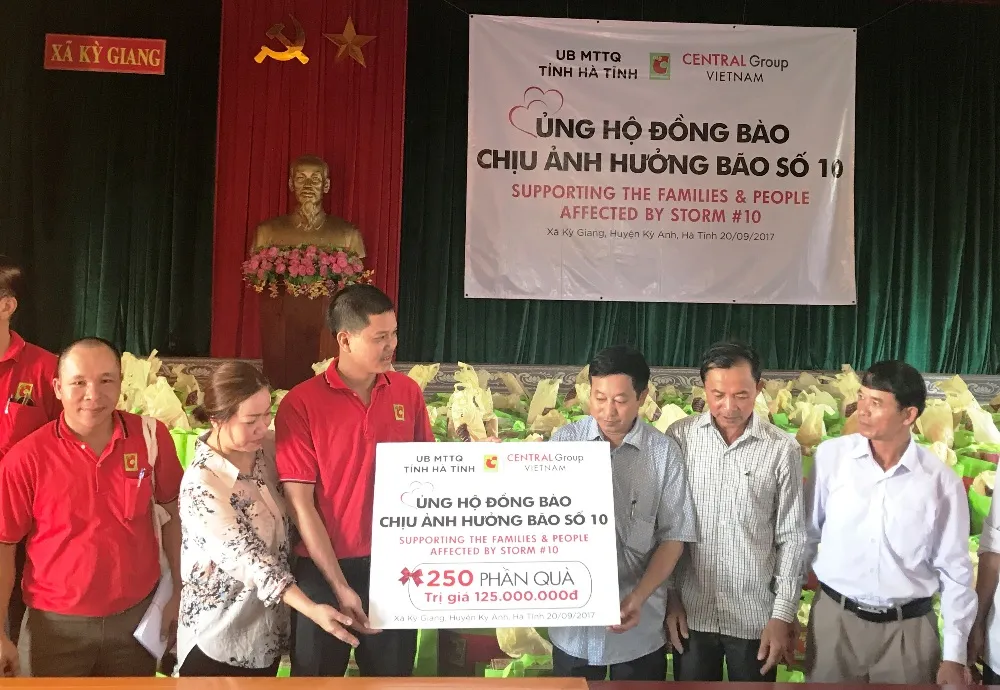 XÃ KỲ GIANG
UB MTTQ
TỈNH HÀ TĨNH
CENTRAL Group
VIETNAM
ỦNG HỘ ĐỒNG BÀO
CHỊU ẢNH HƯỞNG BÃO SỐ 10
SUPPORTING THE FAMILIES & PEOPLE
AFFECTED BY STORM #10
Xã Kỳ Giang, Huyện Kỳ Anh, Hà Tĩnh 20/09/2017
UB MTTQ
TỈNH HÀ TĨNH
CENTRAL Group
VIETNAM
ỦNG HỘ ĐỒNG BÀO
CHỊU ẢNH HƯỞNG BÃO SỐ 10
SUPPORTING THE FAMILIES & PEOPLE
AFFECTED BY STORM #10
250 PHẦN QUÀ
Trị giá 125.000.000đ
Xã Kỳ Giang, Huyện Kỳ Anh, Hà Tĩnh 20/09/2017